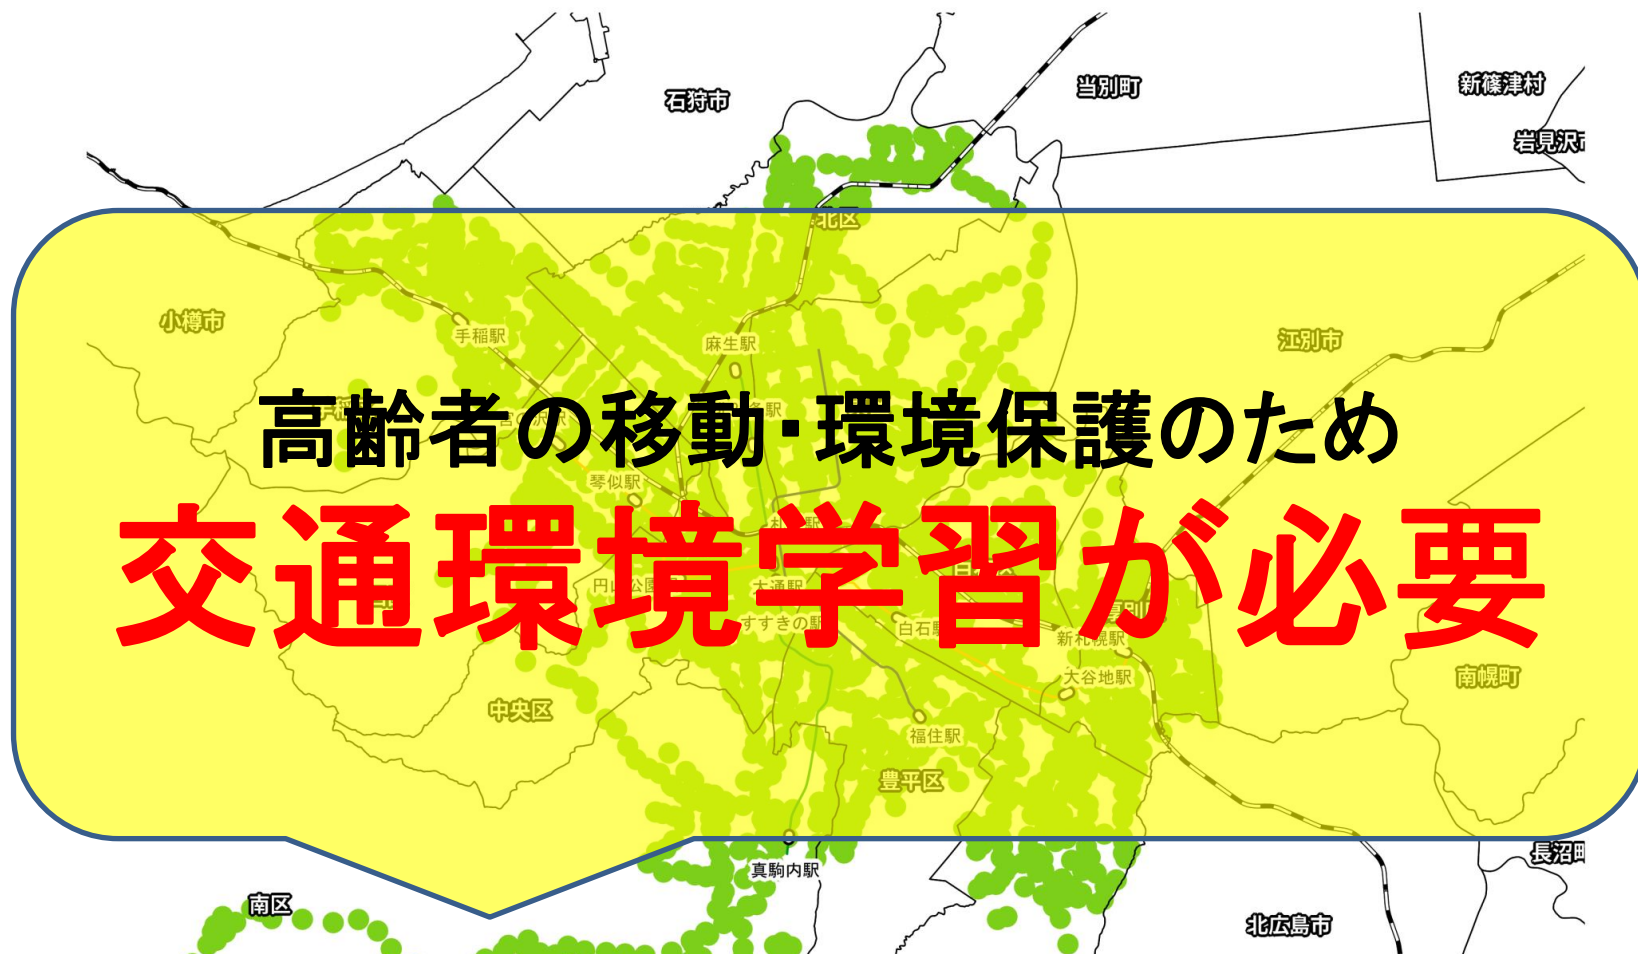 石狩市
当別町
新篠津村
岩見沢市
北区
小樽市
手稲駅
麻生駅
江別市
高齢者の移動・環境保護のため
琴似駅
交通環境学習が必要
大通駅
すすきの駅
白石駅
新札幌駅
大谷地駅
南幌町
中央区
福住駅
豊平区
長沼町
真駒内駅
南区
北広島市